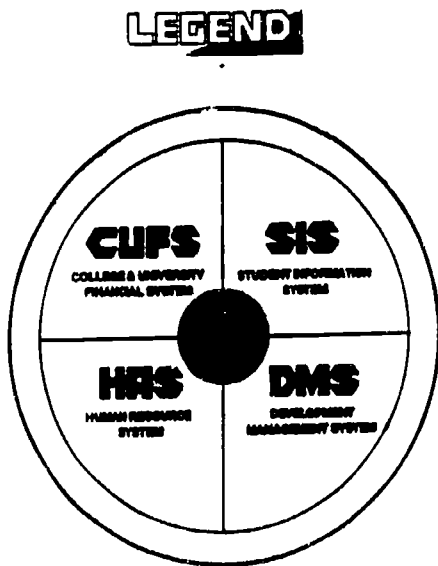 LEGEND
CUFS
COLLEGE & UNIVERSITY
FINANCIAL SYSTEM
SIS
STUDENT INFORMATION
SYSTEM
HRS
HUMAN RESOURCE
SYSTEM
DMS
DEVELOPMENT
MANAGEMENT SYSTEM